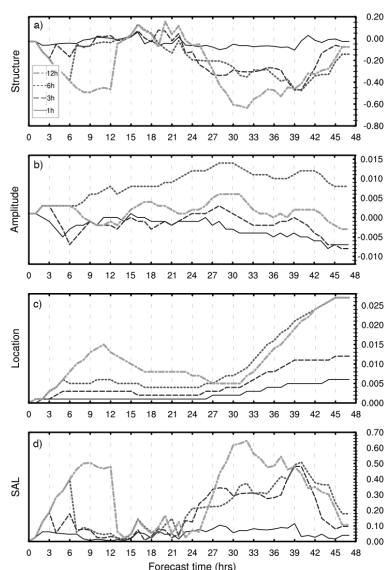 a)
Structure
12h
6h
3h
1h
0.20
0.00
-0.20
-0.40
-0.60
-0.80
0 3 6 9 12 15 18 21 24 27 30 33 36 39 42 45 48
b)
Amplitude
0.015
0.010
0.005
0.000
-0.005
-0.010
0 3 6 9 12 15 18 21 24 27 30 33 36 39 42 45 48
c)
Location
0.025
0.020
0.015
0.010
0.005
0.000
0 3 6 9 12 15 18 21 24 27 30 33 36 39 42 45 48
d)
SAL
0.70
0.60
0.50
0.40
0.30
0.20
0.10
0.00
0 3 6 9 12 15 18 21 24 27 30 33 36 39 42 45 48
Forecast time (hrs)